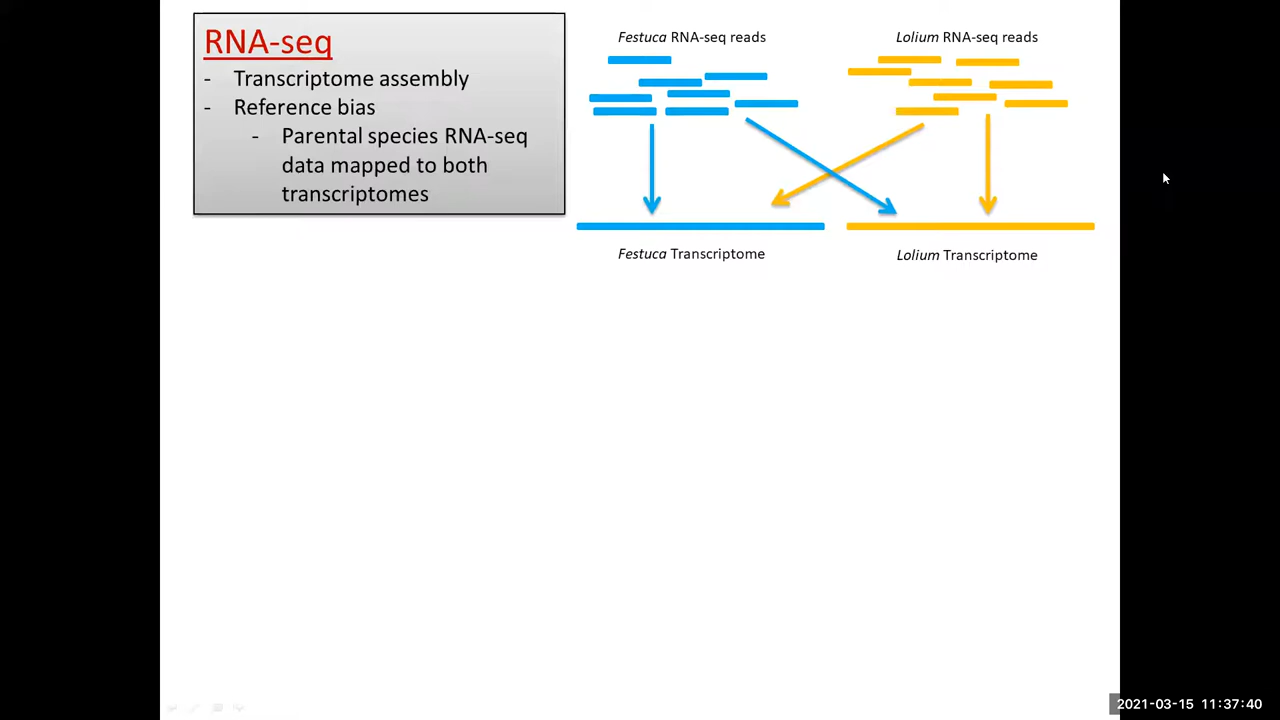 RNA-seq
- Transcriptome assembly
- Reference bias
- Parental species RNA-seq
data mapped to both
transcriptomes
Festuca RNA-seq reads
Lolium RNA-seq reads
Festuca Transcriptome
Lolium Transcriptome
2021-03-15 11:37:40